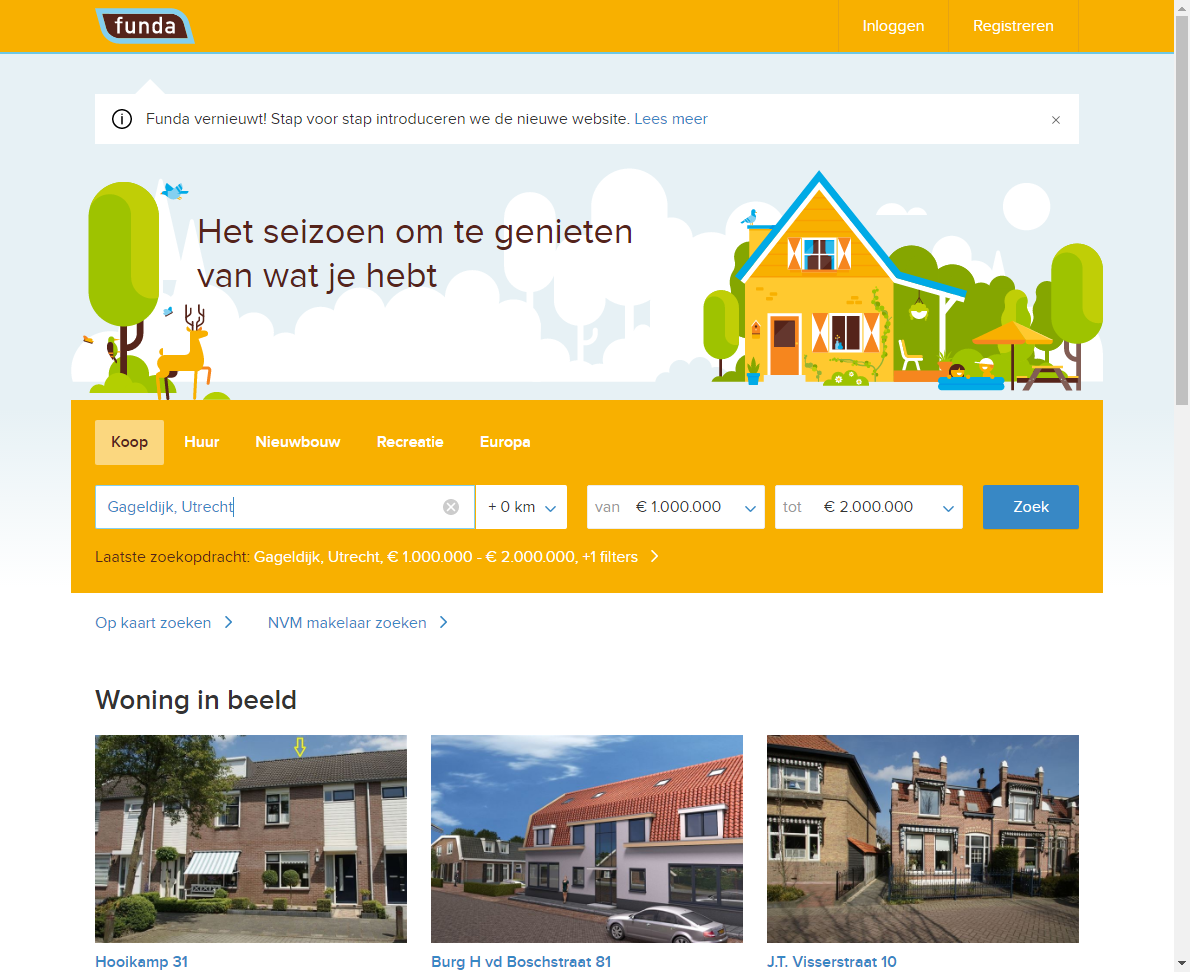 funda
Inloggen
Registreren
Funda vernieuwt! Stap voor stap introduceren we de nieuwe website. Lees meer
Het seizoen om te genieten
van wat je hebt
Koop
Huur
Nieuwbouw
Recreatie
Europa
Gageldijk, Utrecht
+ 0 km
van € 1.000.000
tot € 2.000.000
Zoek
Laatste zoekopdracht: Gageldijk, Utrecht, € 1.000.000 - € 2.000.000, +1 filters
Op kaart zoeken
NVM makelaar zoeken
Woning in beeld
Hooikamp 31
Burg H vd Boschstraat 81
J.T. Visserstraat 10